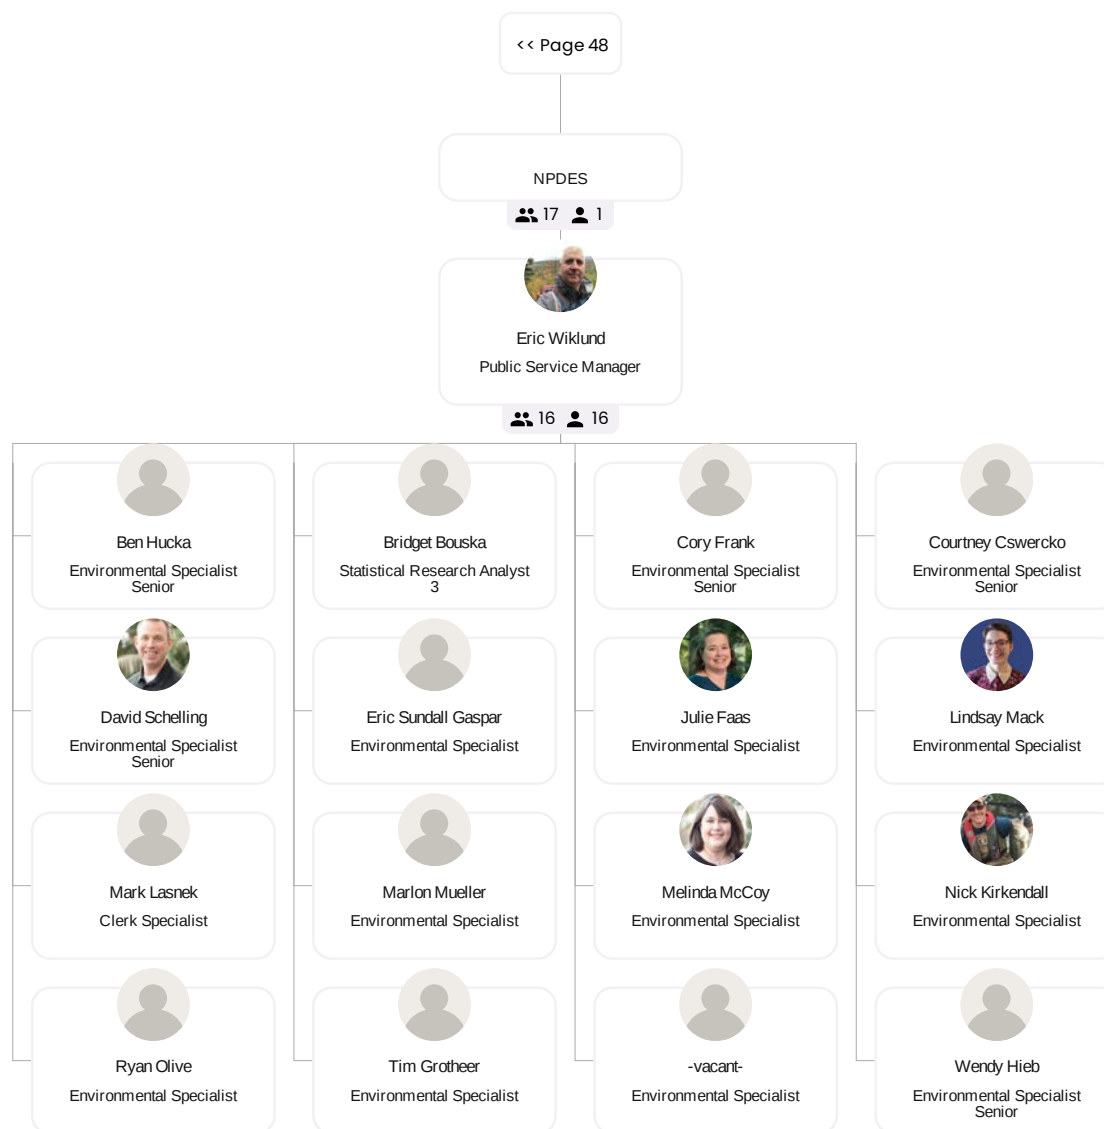 << Page 48
NPDES
17 1
Eric Wiklund
Public Service Manager
16 16
Ben Hucka
Environmental Specialist
Senior
Bridget Bouska
Statistical Research Analyst
3
Cory Frank
Environmental Specialist
Senior
Courtney Cswercko
Environmental Specialist
Senior
David Schelling
Environmental Specialist
Senior
Eric Sundall Gaspar
Environmental Specialist
Julie Faas
Environmental Specialist
Lindsay Mack
Environmental Specialist
Mark Lasnek
Clerk Specialist
Marlon Mueller
Environmental Specialist
Melinda McCoy
Environmental Specialist
Nick Kirkendall
Environmental Specialist
Ryan Olive
Environmental Specialist
Tim Grotheer
Environmental Specialist
-vacant-
Environmental Specialist
Wendy Hieb
Environmental Specialist
Senior